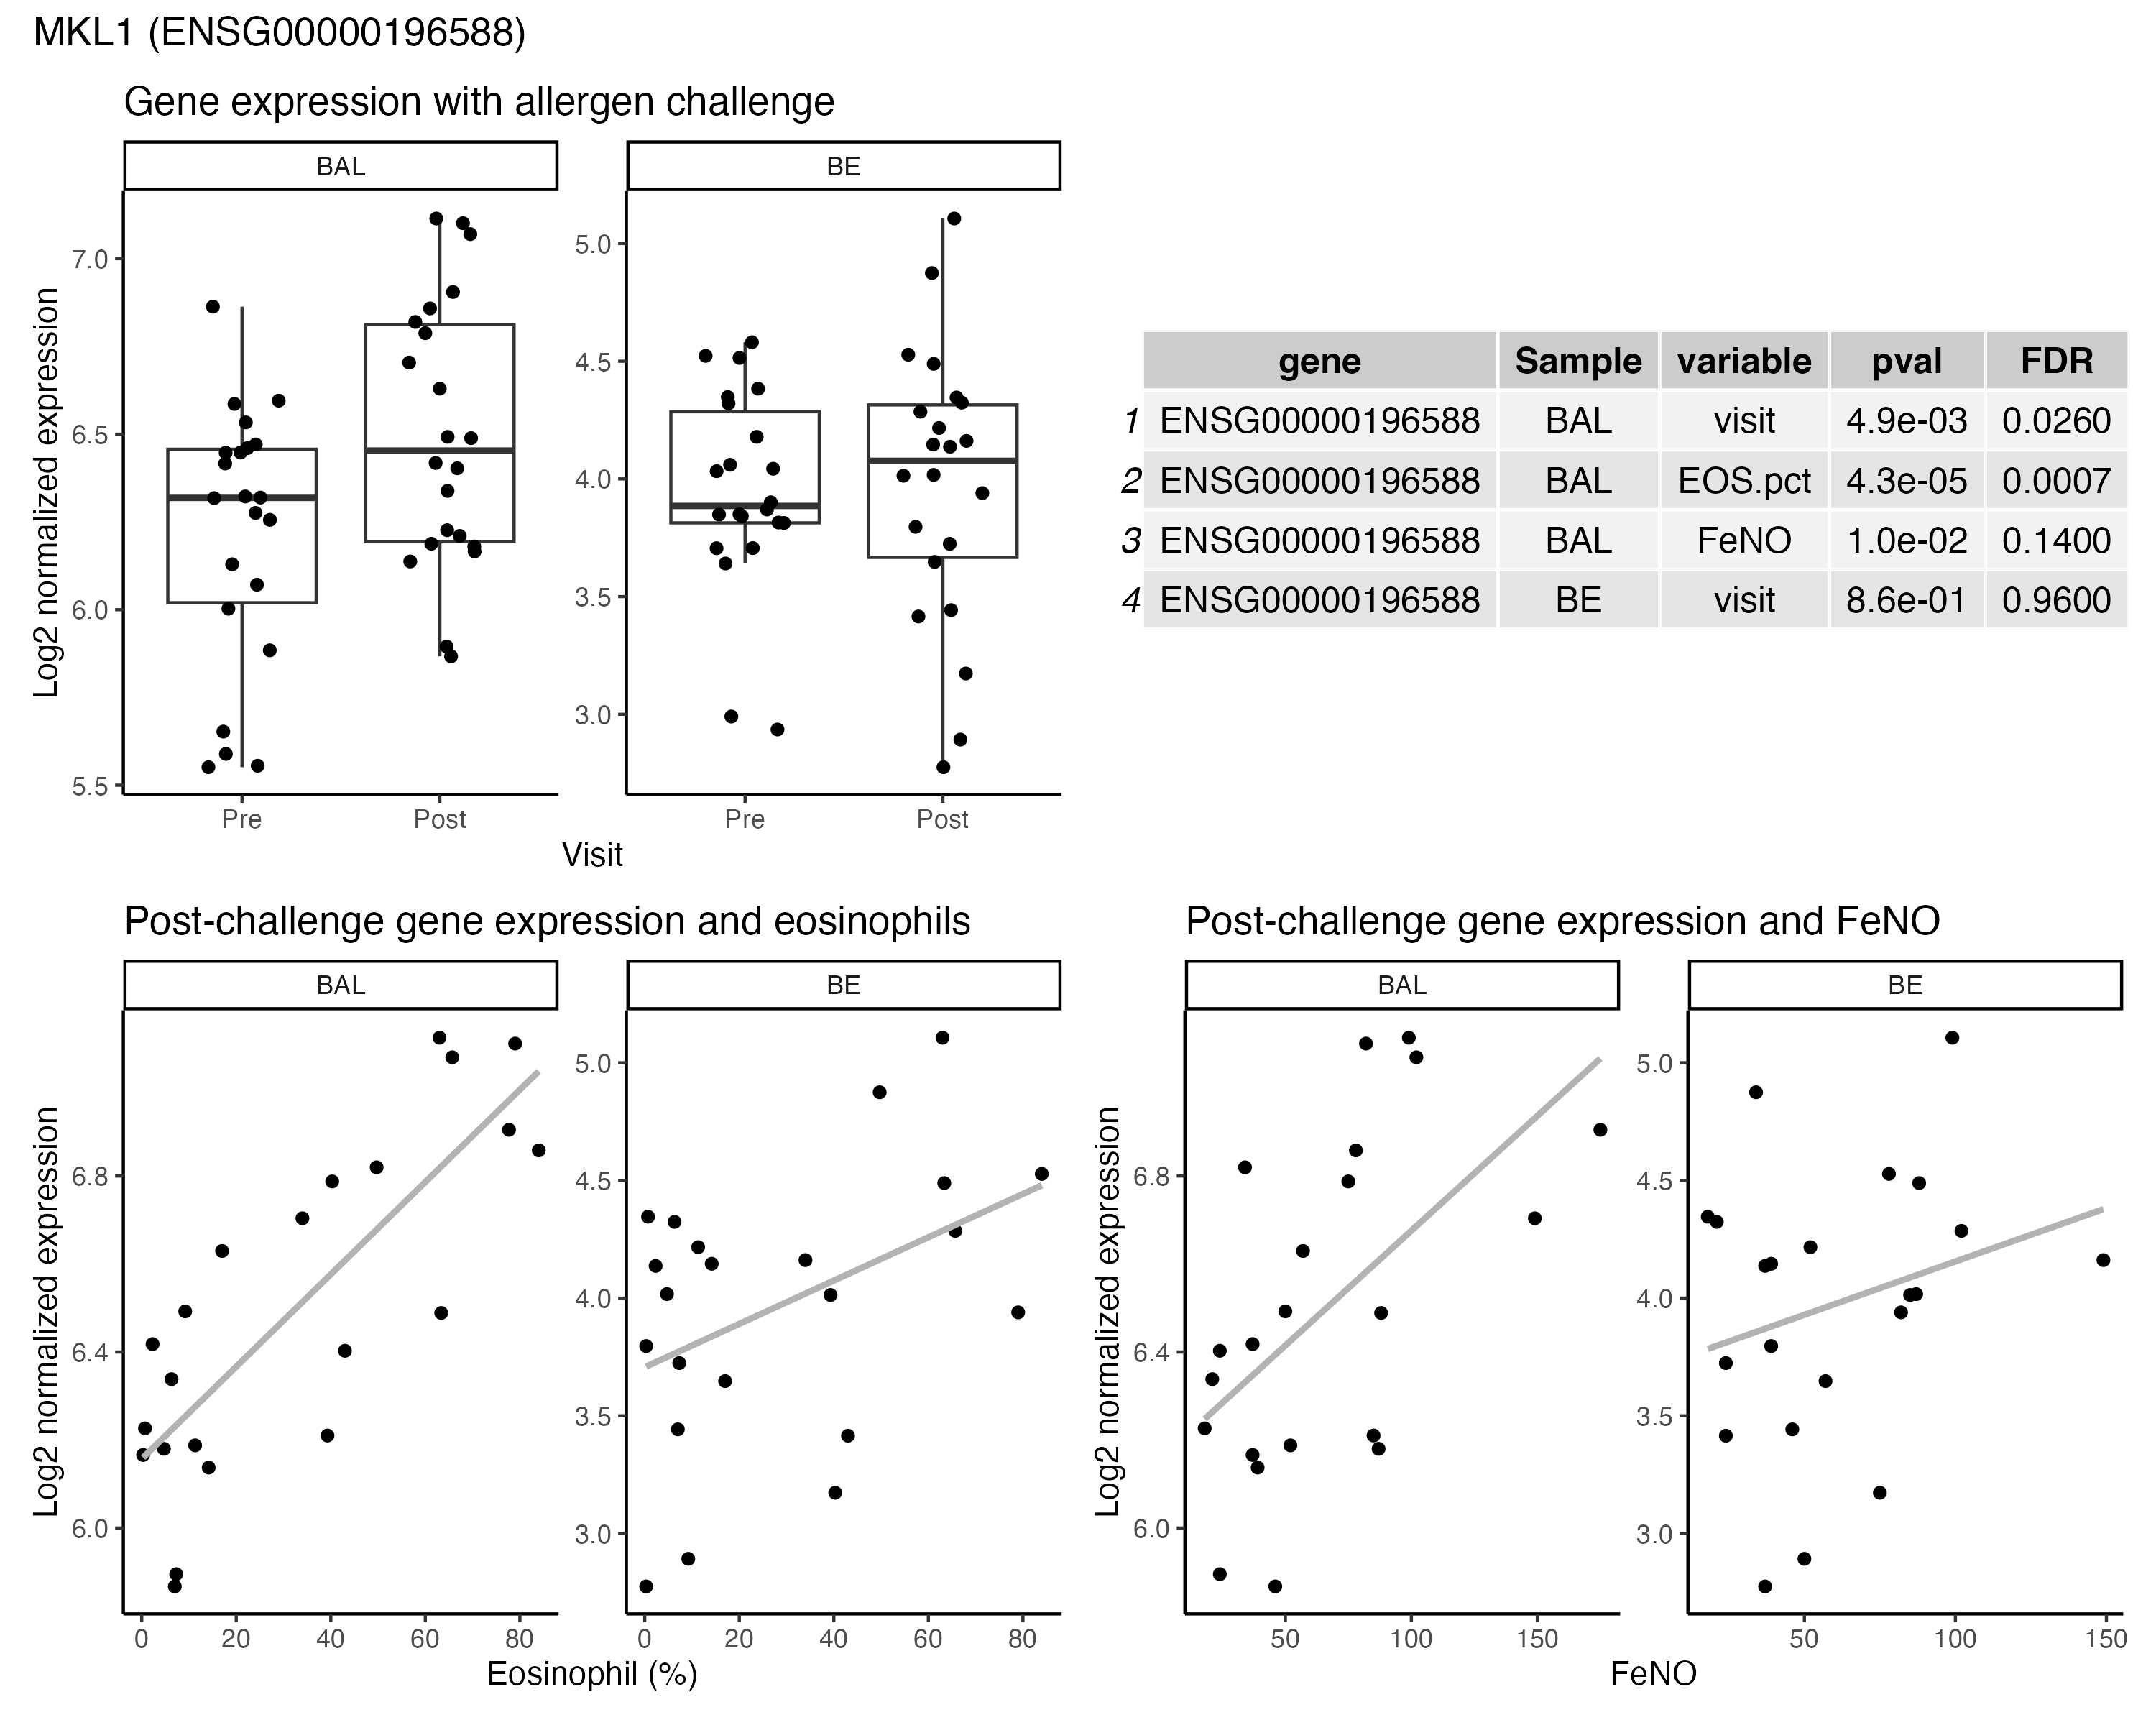 MKL1 (ENSG00000196588)
Gene expression with allergen challenge
BAL
BE
Log2 normalized expression
7.0
6.5
6.0
5.5
5.0
4.5
4.0
3.5
3.0
Pre
Post
Pre
Post
Visit
gene Sample variable pval FDR
1 ENSG00000196588 BAL visit 4.9e-03 0.0260
2 ENSG00000196588 BAL EOS.pct 4.3e-05 0.0007
3 ENSG00000196588 BAL FeNO 1.0e-02 0.1400
4 ENSG00000196588 BE visit 8.6e-01 0.9600
Post-challenge gene expression and eosinophils
BAL
BE
Log2 normalized expression
6.8
6.4
6.0
5.0
4.5
4.0
3.5
3.0
0 20 40 60 80
0 20 40 60 80
Eosinophil (%)
Post-challenge gene expression and FeNO
BAL
BE
Log2 normalized expression
6.8
6.4
6.0
5.0
4.5
4.0
3.5
3.0
50 100 150
50 100 150
FeNO